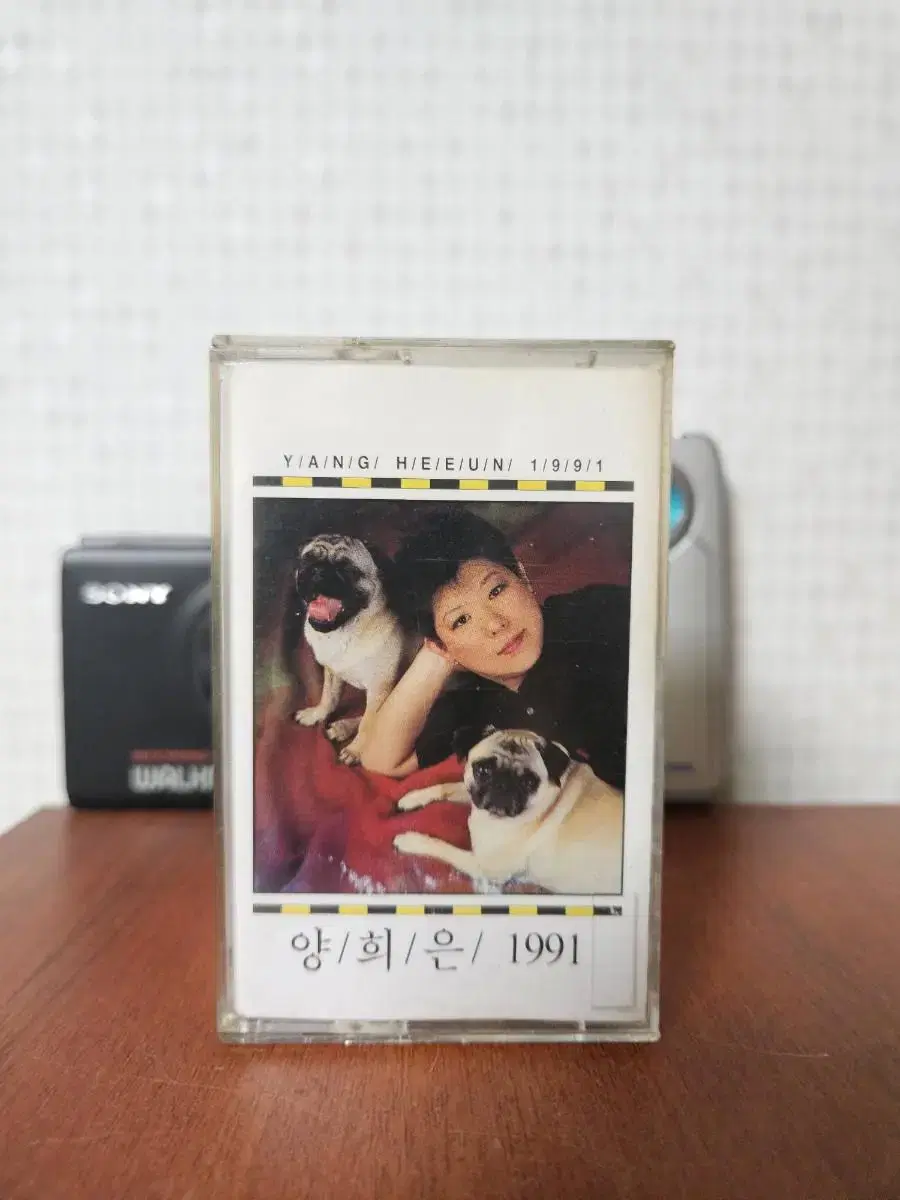 Y/A/N/G/ H/E/E/U/N/ 1/9/9/1
SONY
양/희/은/ 1991